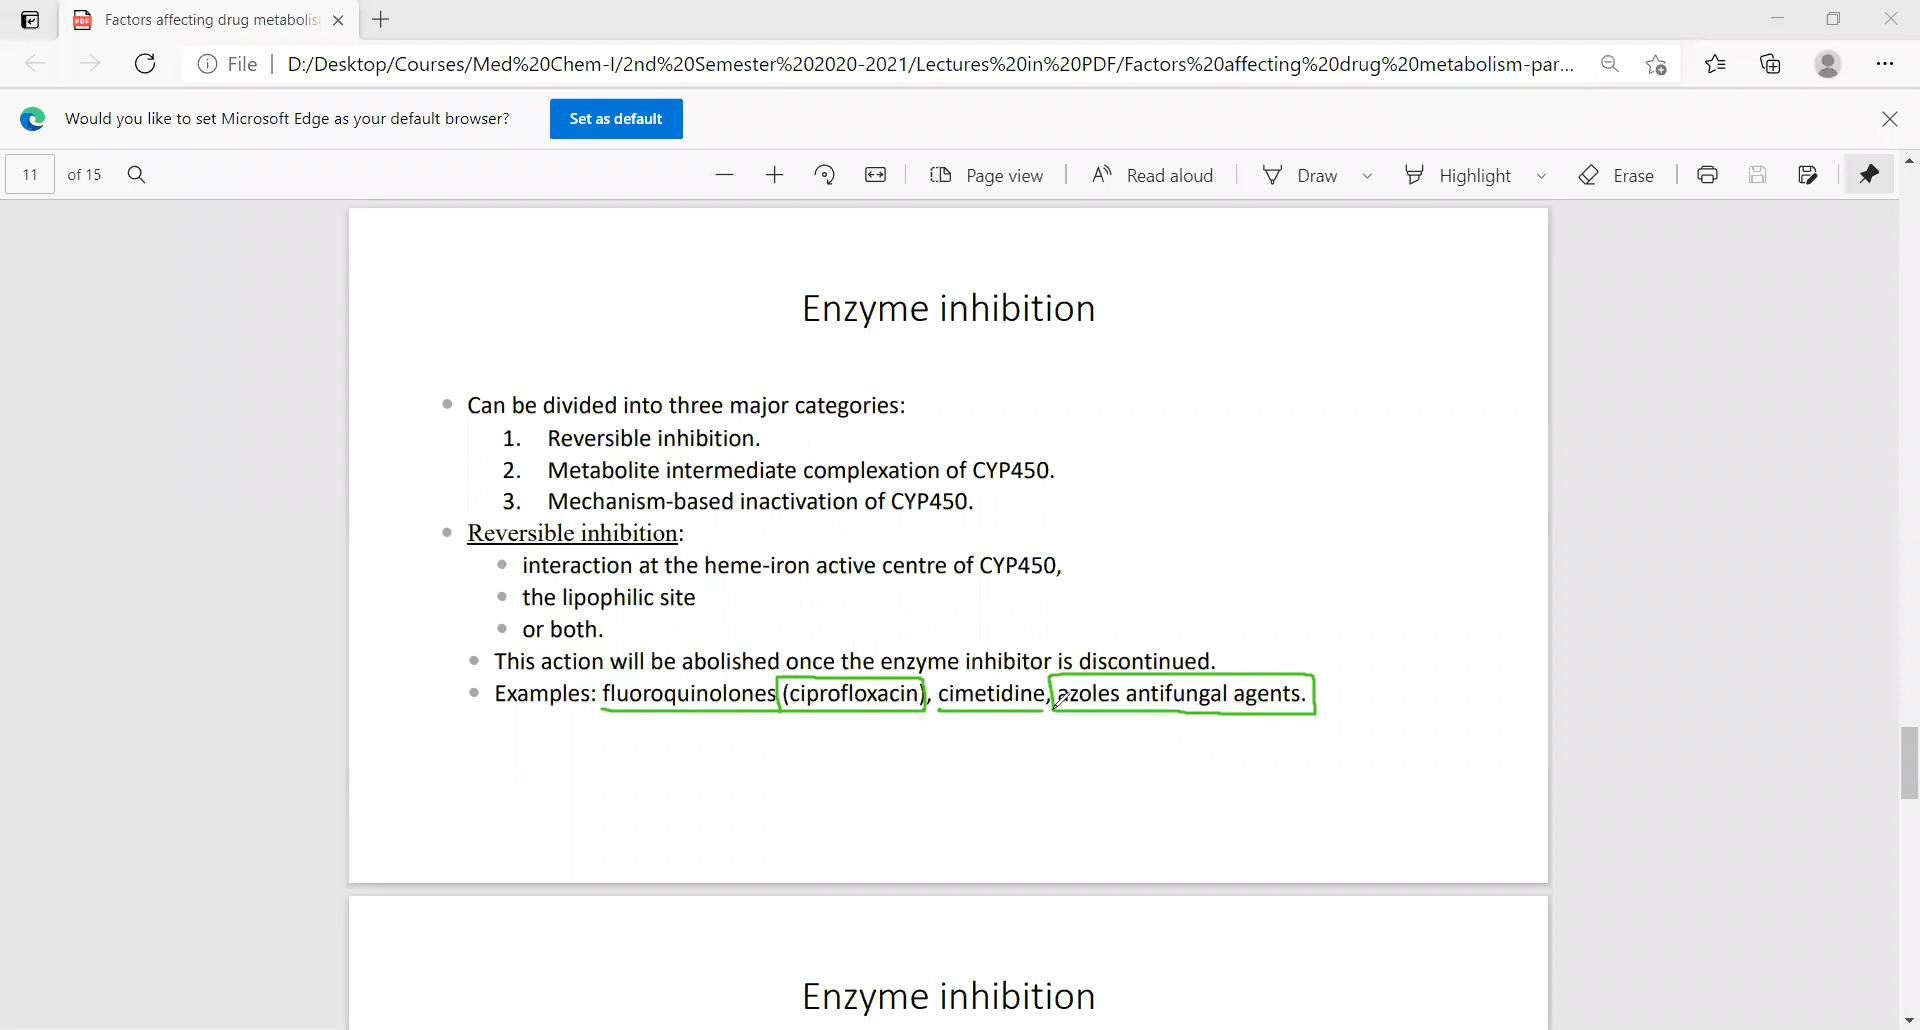 Factors affecting drug metabolis
File
D:/Desktop/Courses/Med%20Chem-I/2nd%20Semester%202020-2021/Lectures%20in%20PDF/Factors%20affecting%20drug%20metabolism-par...
Would you like to set Microsoft Edge as your default browser?
Set as default
11 of 15
Page view
Read aloud
Draw
Highlight
Erase
Enzyme inhibition
• Can be divided into three major categories:
1. Reversible inhibition.
2. Metabolite intermediate complexation of CYP450.
3. Mechanism-based inactivation of CYP450.
• Reversible inhibition:
• interaction at the heme-iron active centre of CYP450,
• the lipophilic site
• or both.
• This action will be abolished once the enzyme inhibitor is discontinued.
• Examples: fluoroquinolones (ciprofloxacin), cimetidine, azoles antifungal agents.
Enzyme inhibition